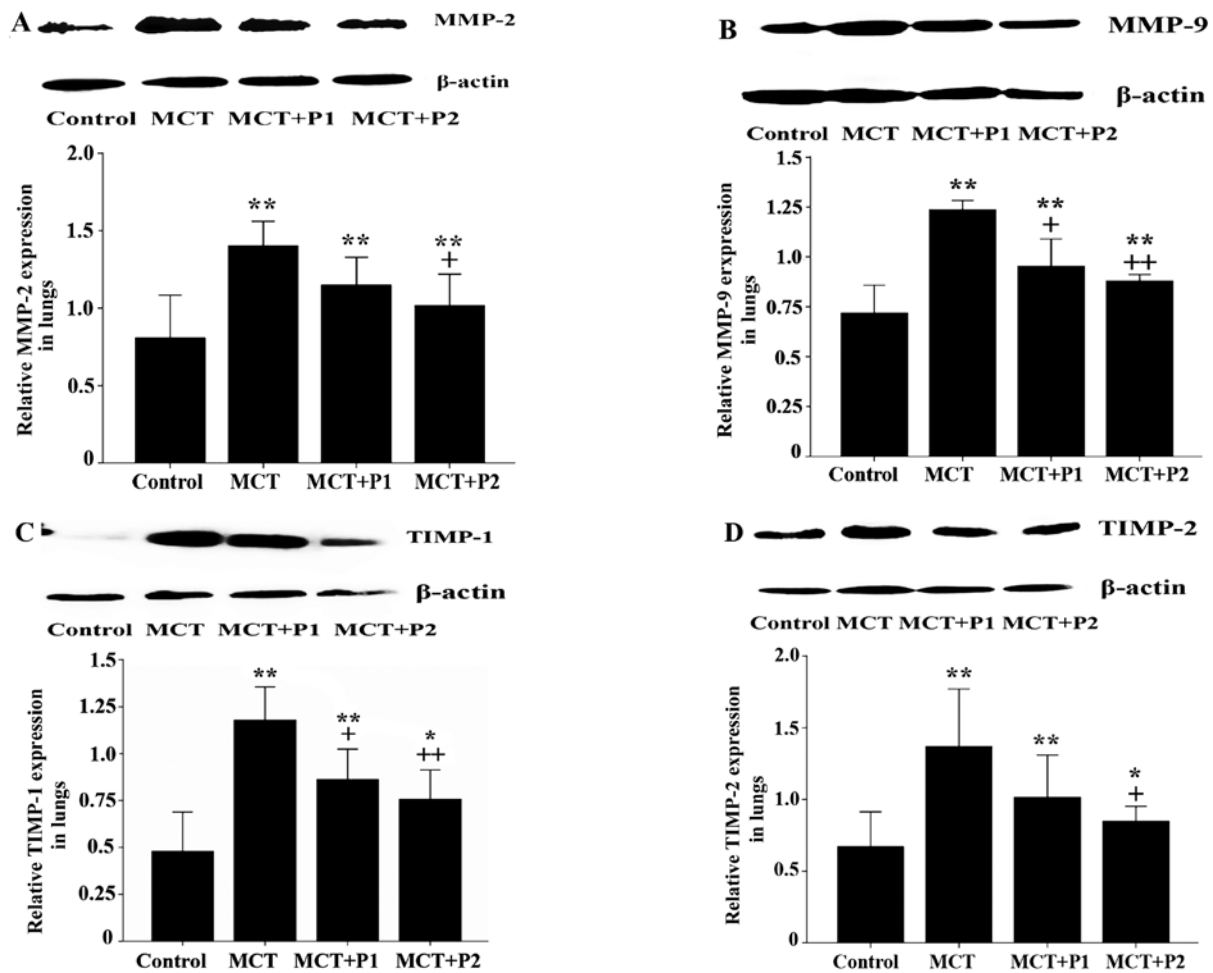 A
MMP-2
β-actin
Control MCT MCT+P1 MCT+P2
Relative MMP-2 expression
in lungs
2.0
1.5
1.0
0.5
0
**
**
**
+
Control MCT MCT+P1 MCT+P2
B
MMP-9
β-actin
Control MCT MCT+P1 MCT+P2
Relative MMP-9 erxpression
in lungs
1.5
1.25
1.0
0.75
0.5
0.25
0
**
**
+
**
++
Control MCT MCT+P1 MCT+P2
C
TIMP-1
β-actin
Control MCT MCT+P1 MCT+P2
Relative TIMP-1 expression
in lungs
1.5
1.25
1.0
0.75
0.5
0.25
0
**
**
+
*
++
Control MCT MCT+P1 MCT+P2
D
TIMP-2
β-actin
Control MCT MCT+P1 MCT+P2
Relative TIMP-2 expression
in lungs
2.0
1.5
1.0
0.5
0
**
**
*
+
Control MCT MCT+P1 MCT+P2